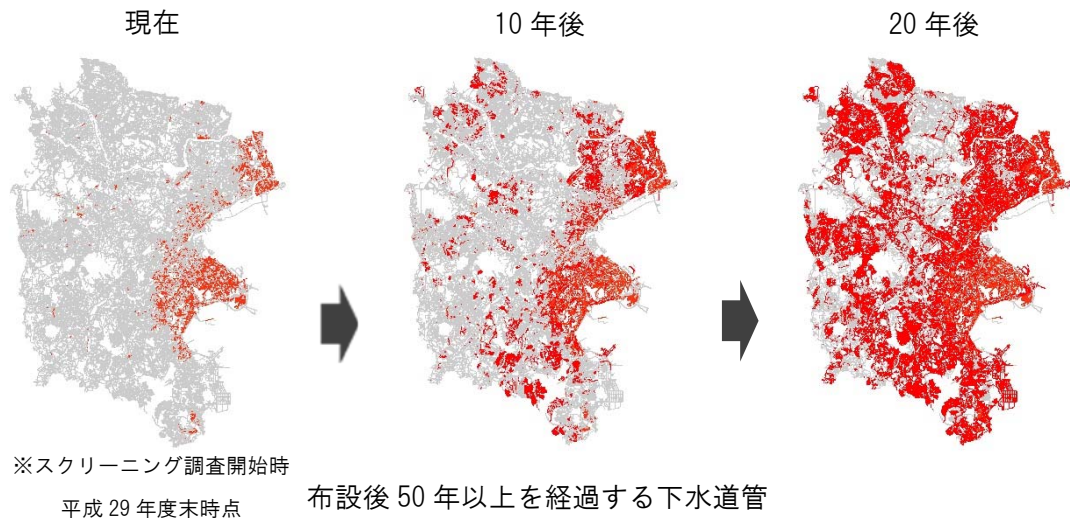 現在
10 年後
20 年後
※スクリーニング調査開始時
平成 29 年度末時点
布設後 50 年以上を経過する下水道管